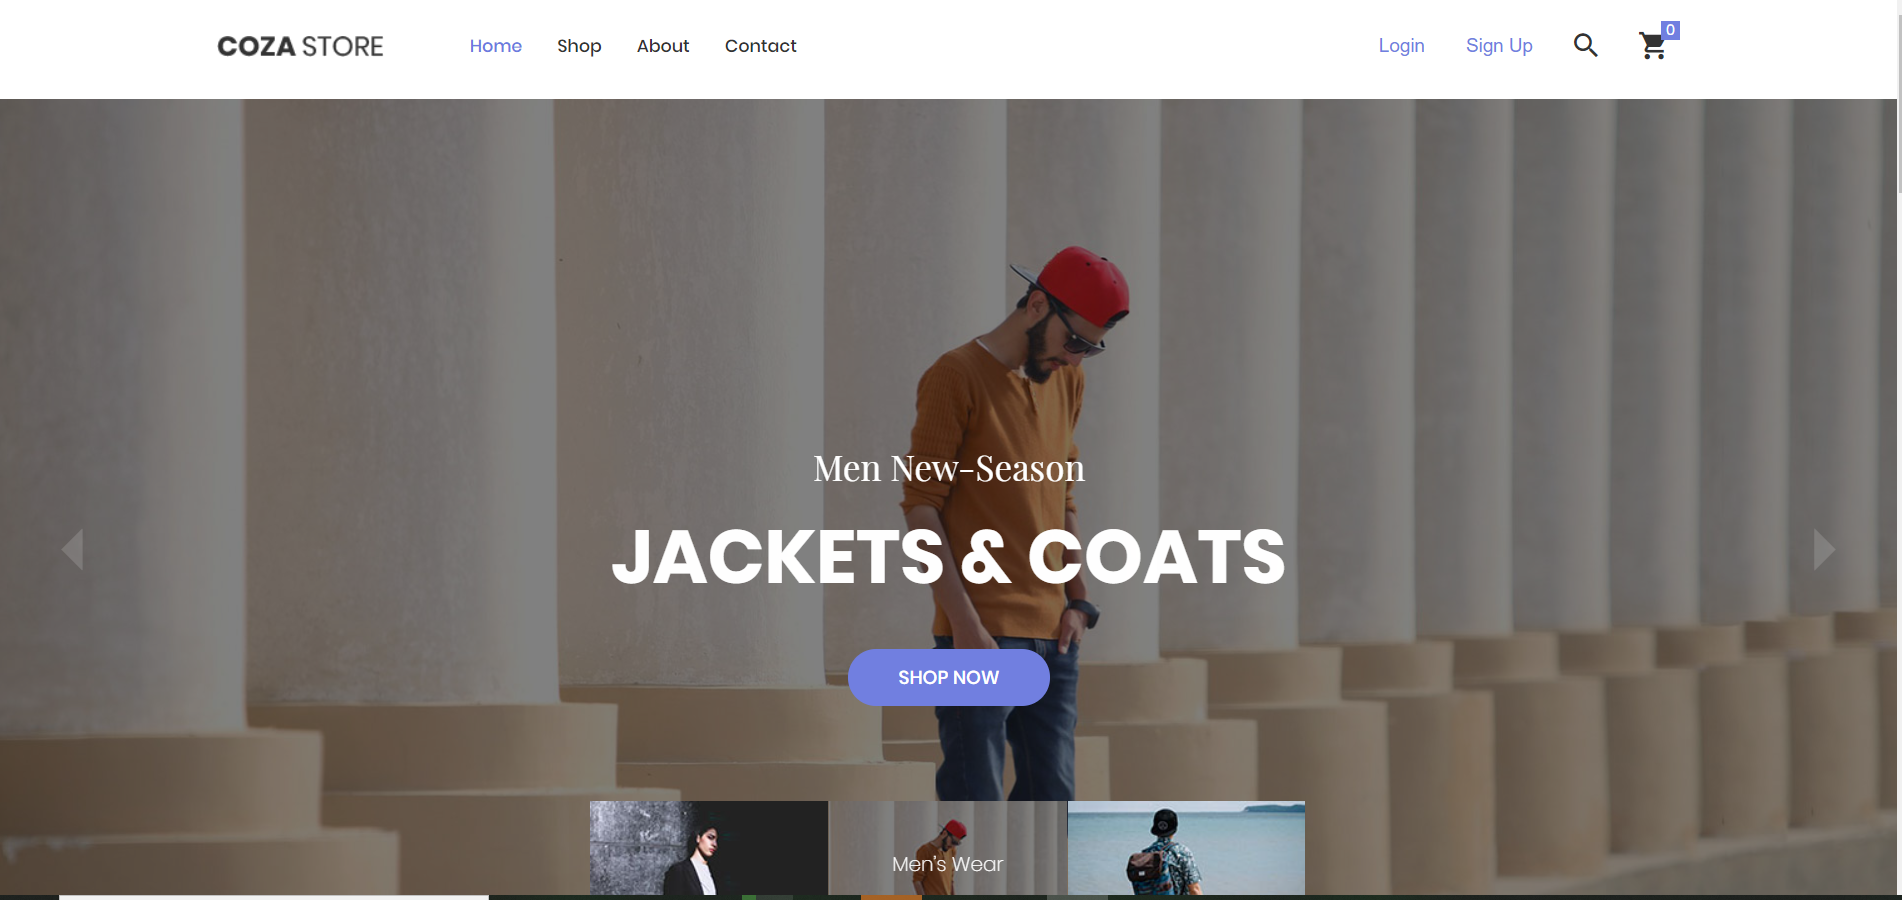 COZA STORE Home Shop About Contact Login Sign Up 0
Men New-Season
JACKETS & COATS
SHOP NOW
Men's Wear